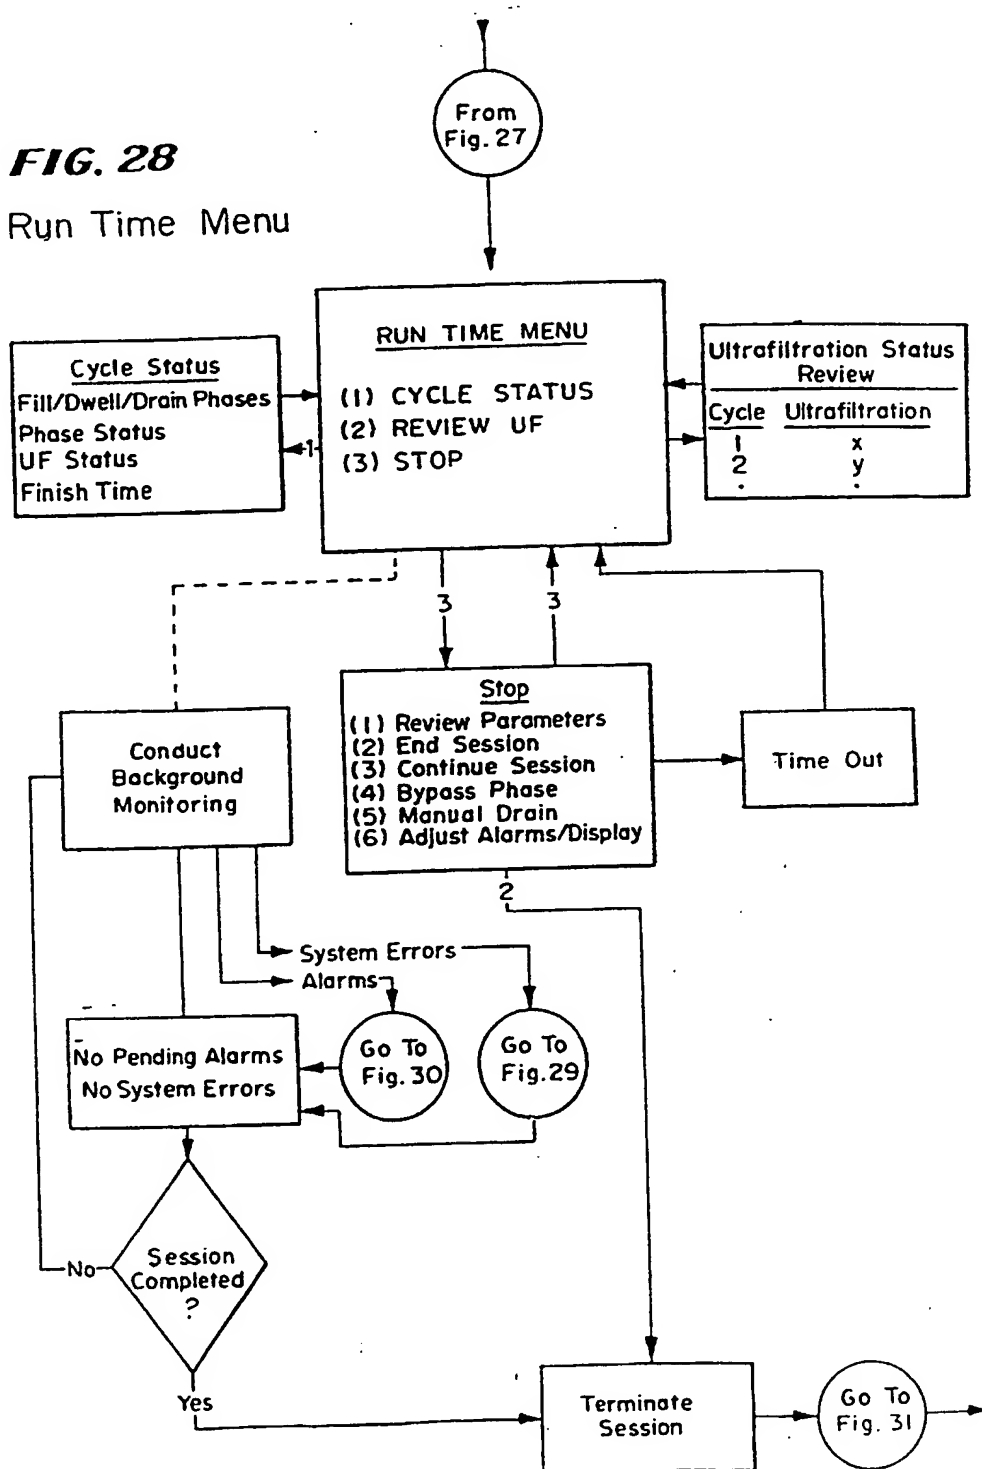 From
Fig. 27
FIG. 28
Run Time Menu
RUN TIME MENU
(1) CYCLE STATUS
(2) REVIEW UF
(3) STOP
Cycle Status
Fill/Dwell/Drain Phases
Phase Status
UF Status
Finish Time
1
Ultrafiltration Status
Review
Cycle Ultrafiltration
1 x
2 y
. .
3 3
Stop
(1) Review Parameters
(2) End Session
(3) Continue Session
(4) Bypass Phase
(5) Manual Drain
(6) Adjust Alarms/Display
2
Time Out
Conduct
Background
Monitoring
System Errors
Alarms
No Pending Alarms
No System Errors
Go To
Fig. 30
Go To
Fig. 29
Session
Completed
?
No
Yes
Terminate
Session
Go To
Fig. 31